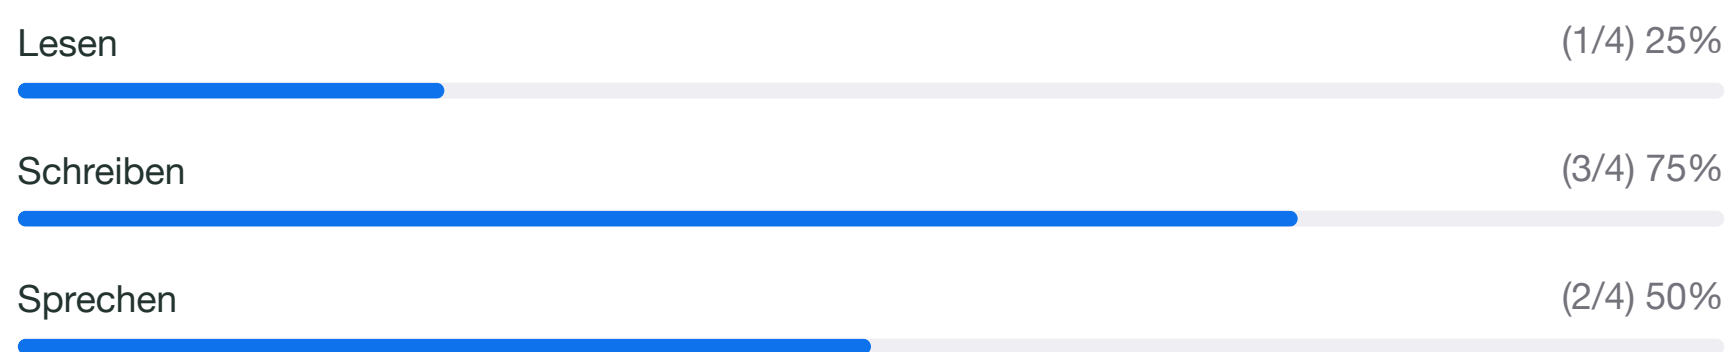 Lesen (1/4) 25%
Schreiben (3/4) 75%
Sprechen (2/4) 50%